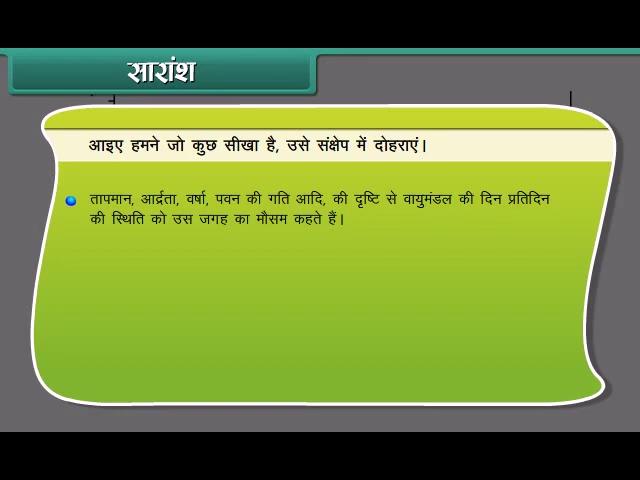 सारांश
आइए हमने जो कुछ सीखा है, उसे संक्षेप में दोहराएं।
तापमान, आर्द्रता, वर्षा, पवन की गति आदि, की दृष्टि से वायुमंडल की दिन प्रतिदिन
की स्थिति को उस जगह का मौसम कहते हैं।